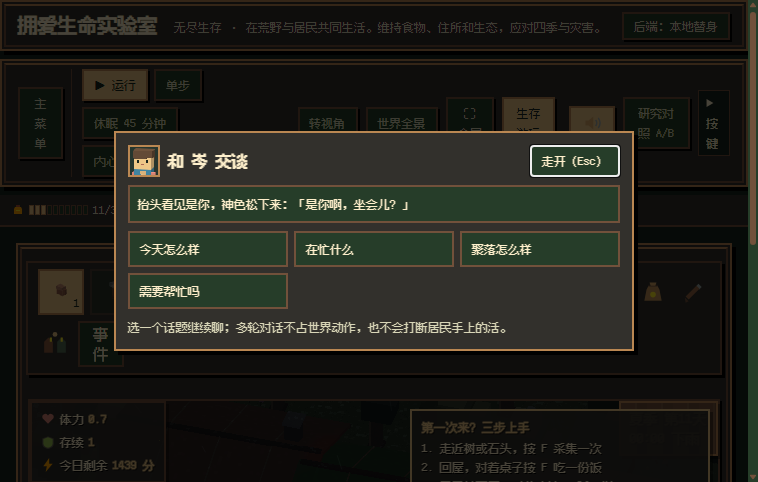 拥爱生命实验室
无尽生存 · 在荒野与居民共同生活。维持食物、住所和生态，应对四季与灾害。
后端: 本地替身
主菜单
▶ 运行
单步
休眠 45 分钟
转视角
世界全景
生存
研究对照 A/B
▶ 按键
内心
和 岑 交谈
走开 (Esc)
抬头看见是你，神色松下来: 「是你啊，坐会儿? 」
今天怎么样
在忙什么
聚落怎么样
需要帮忙吗
选一个话题继续聊; 多轮对话不占世界动作，也不会打断居民手上的活。
11/3
1
事件
体力 8.7
存续 1
今日剩余 1439 分
第一次来? 三步上手
1. 走近树或石头，按 F 采集一次
2. 回屋，对着桌子按 F 吃一份饭